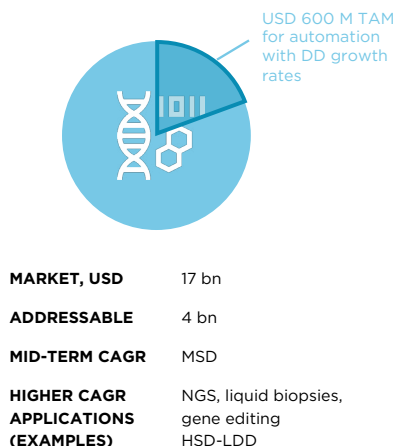 USD 600 M TAM
for automation
with DD growth
rates
1011
MARKET, USD 17 bn
ADDRESSABLE 4 bn
MID-TERM CAGR MSD
HIGHER CAGR NGS, liquid biopsies,
APPLICATIONS gene editing
(EXAMPLES) HSD-LDD